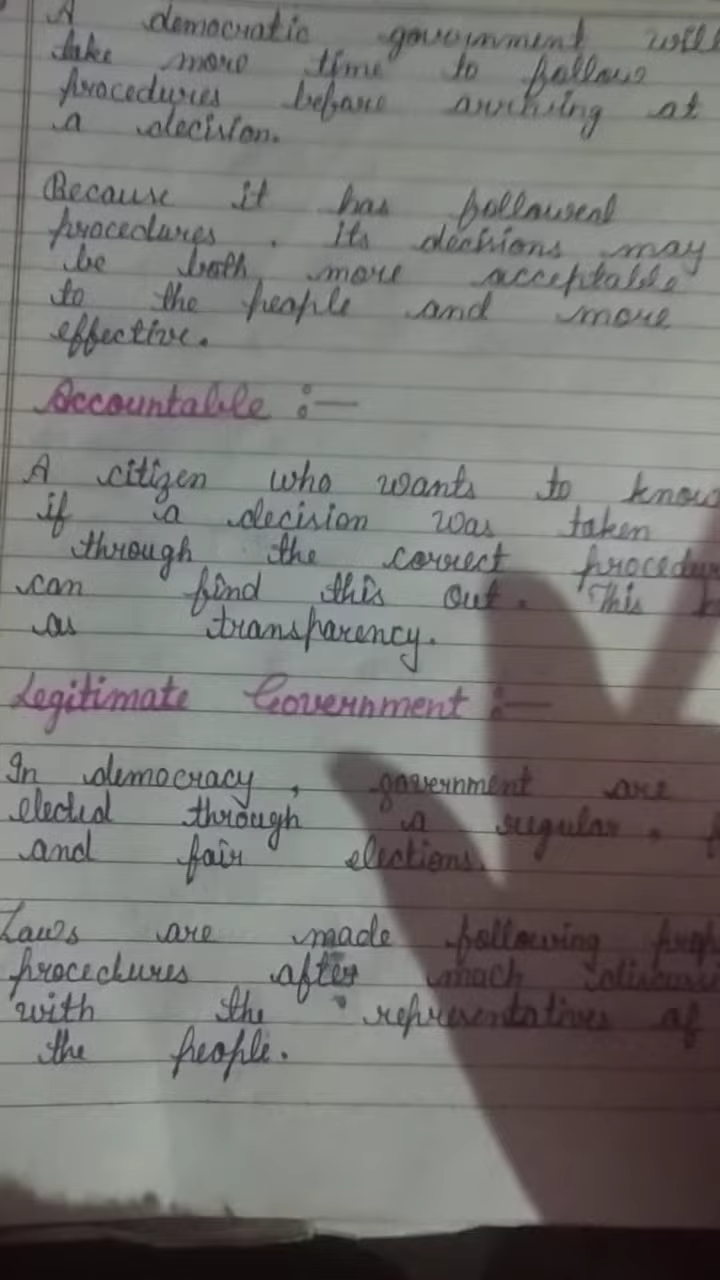 A democratic government will
take more time to follow
procedures before arriving at
a decision.
Because it has followed
procedures. Its decisions may
be both more acceptable
to the people and more
effective.
Accountable :-
A citizen who wants to know
if a decision was taken
through the correct
can find this out. This
as transparency.
Legitimate Government :-
In democracy, government are
elected through a regular,
and fair elections.
Laws are made following
procedures after much
with the representatives of
the people.